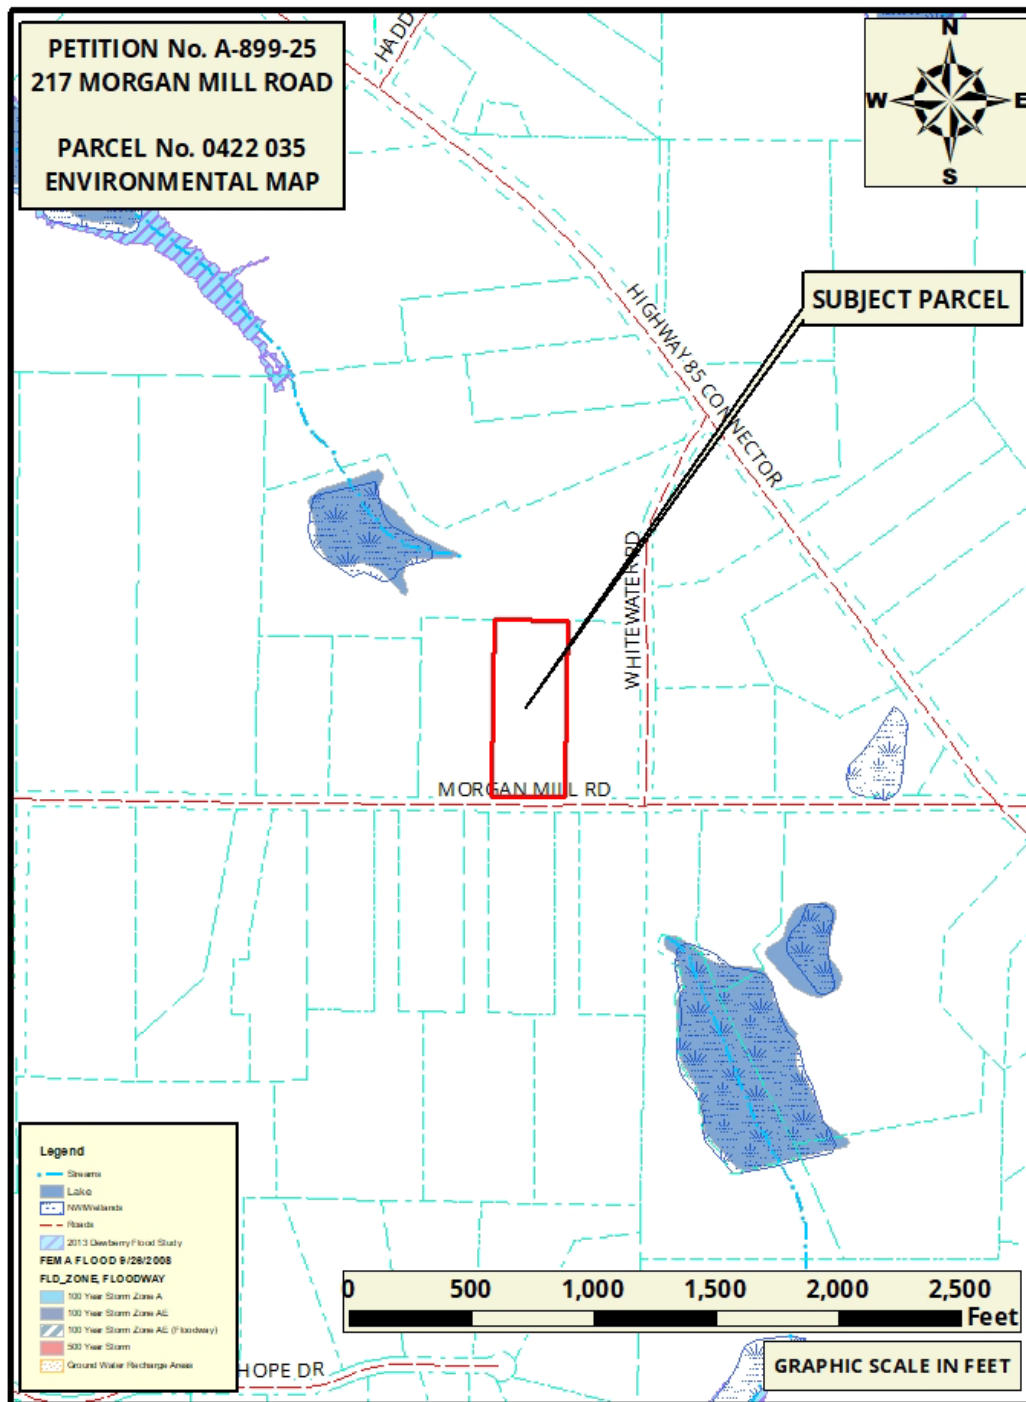 PETITION No. A-899-25
217 MORGAN MILL ROAD
PARCEL No. 0422 035
ENVIRONMENTAL MAP
HADD
N
W E
S
SUBJECT PARCEL
HIGHWAY 85 CONNECTOR
WHITEWATER RD
MORGAN MILL RD
Legend
Streams
Lake
NWIWetlands
Roads
2013 Dewberry Flood Study
FEMA FLOOD 9/26/2008
FLD_ZONE, FLOODWAY
100 Year Storm Zone A
100 Year Storm Zone AE
100 Year Storm Zone AE (Floodway)
500 Year Storm
Ground Water Recharge Areas
HOPE DR
0 500 1,000 1,500 2,000 2,500
Feet
GRAPHIC SCALE IN FEET